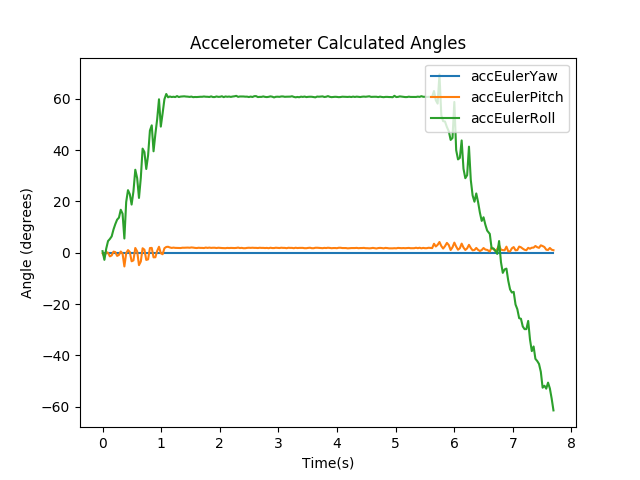 Accelerometer Calculated Angles
accEulerYaw
accEulerPitch
accEulerRoll
Angle (degrees)
60
40
20
0
−20
−40
−60
0 1 2 3 4 5 6 7 8
Time(s)